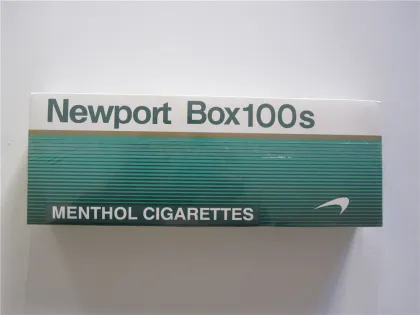 Newport Box100s
MENTHOL CIGARETTES